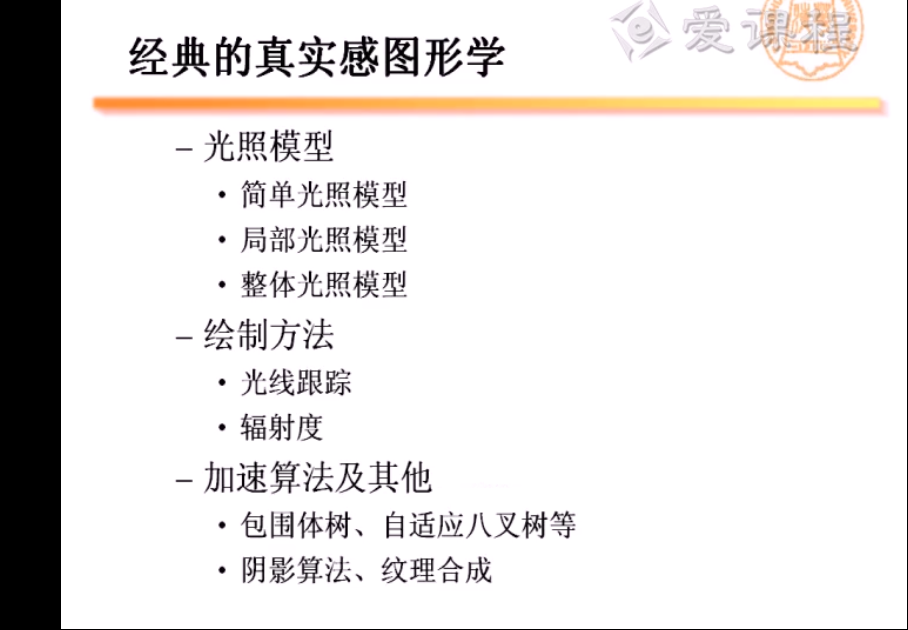 爱课程
经典的真实感图形学
– 光照模型
• 简单光照模型
• 局部光照模型
• 整体光照模型
– 绘制方法
• 光线跟踪
• 辐射度
– 加速算法及其他
• 包围体树、自适应八叉树等
• 阴影算法、纹理合成